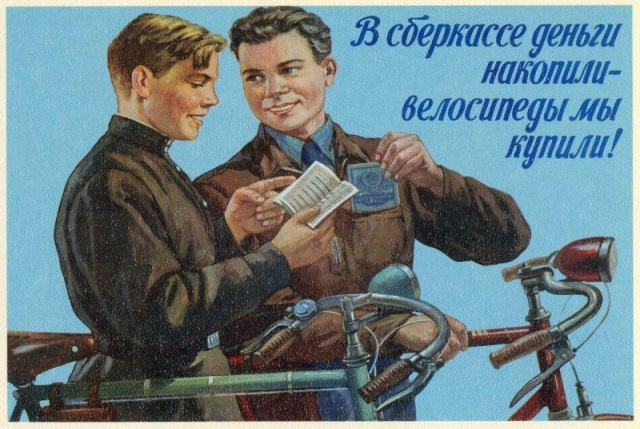 В сберкассе деньги
накопили-
велосипеды мы
купили!